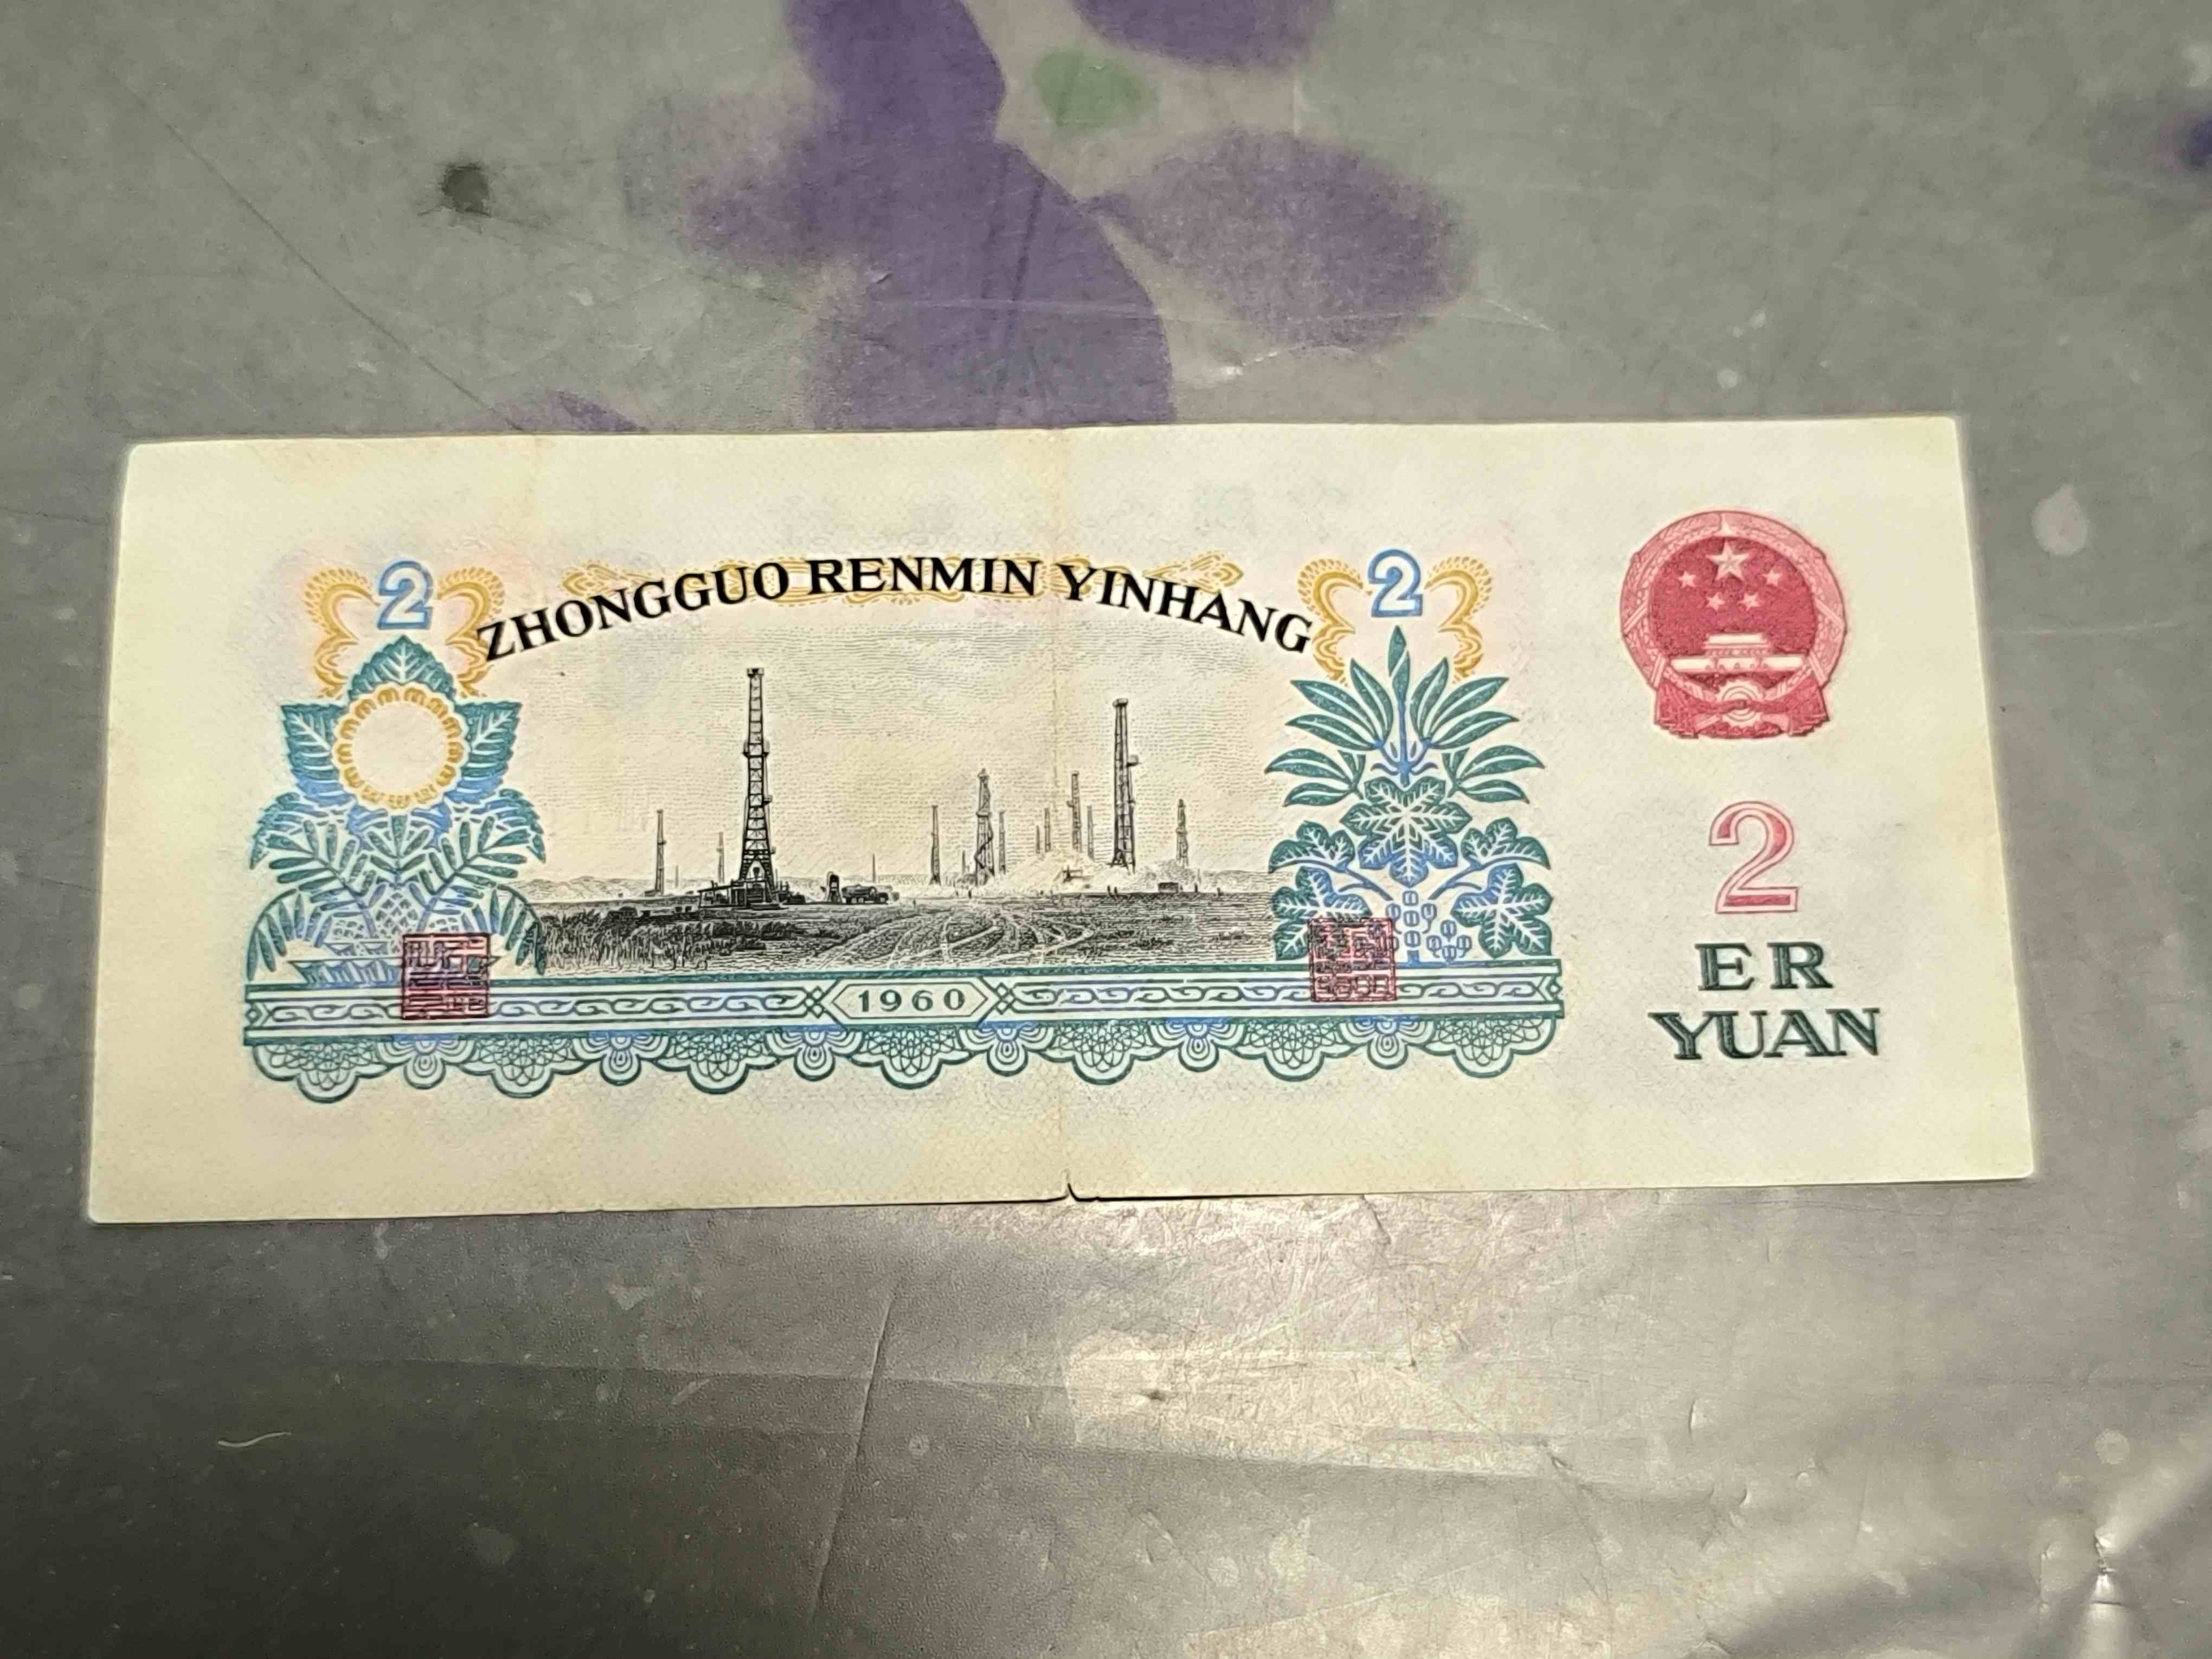 2
2
ZHONGGUO RENMIN YINHANG
2
ER
YUAN
1960